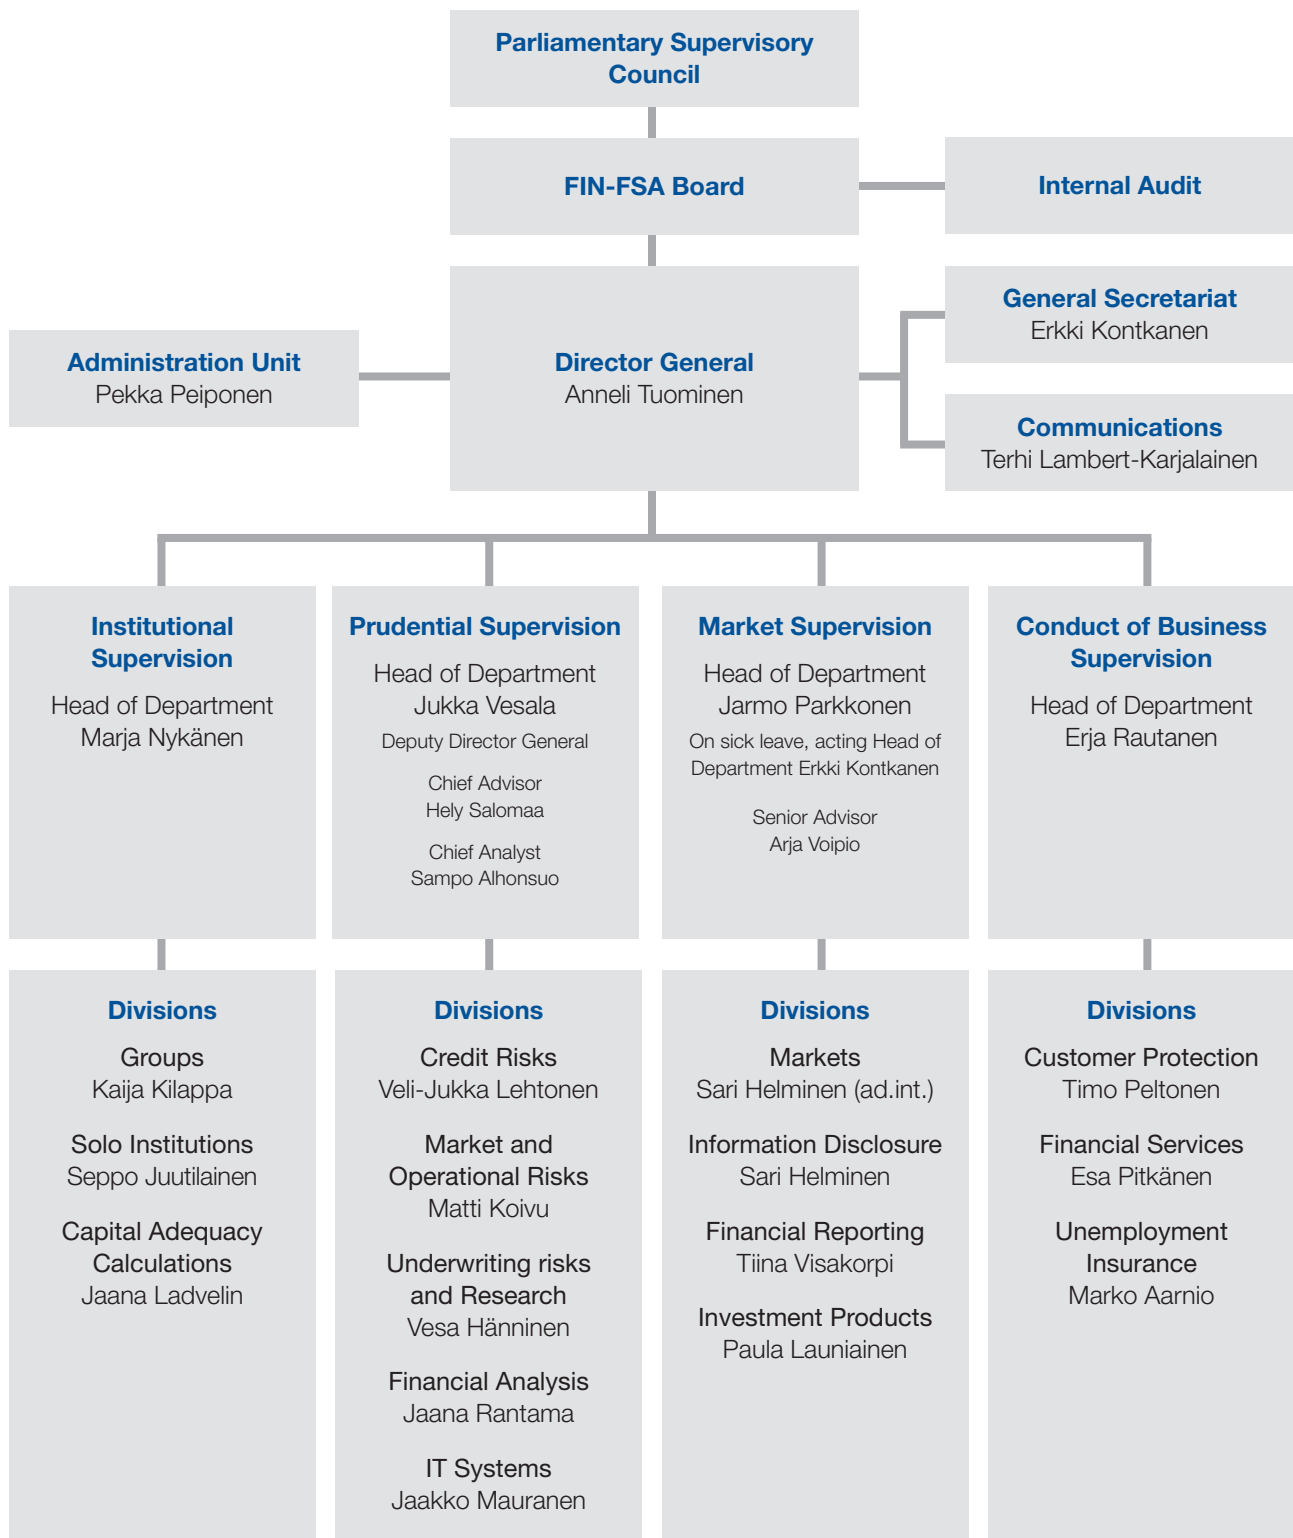 Parliamentary Supervisory
Council
FIN-FSA Board
Internal Audit
General Secretariat
Erkki Kontkanen
Administration Unit
Pekka Peiponen
Director General
Anneli Tuominen
Communications
Terhi Lambert-Karjalainen
Institutional
Supervision
Head of Department
Marja Nykänen
Prudential Supervision
Head of Department
Jukka Vesala
Deputy Director General
Chief Advisor
Hely Salomaa
Chief Analyst
Sampo Alhonsuo
Market Supervision
Head of Department
Jarmo Parkkonen
On sick leave, acting Head of
Department Erkki Kontkanen
Senior Advisor
Arja Voipio
Conduct of Business
Supervision
Head of Department
Erja Rautanen
Divisions
Groups
Kaija Kilappa
Solo Institutions
Seppo Juutilainen
Capital Adequacy
Calculations
Jaana Ladvelin
Divisions
Credit Risks
Veli-Jukka Lehtonen
Market and
Operational Risks
Matti Koivu
Underwriting risks
and Research
Vesa Hänninen
Financial Analysis
Jaana Rantama
IT Systems
Jaakko Mauranen
Divisions
Markets
Sari Helminen (ad.int.)
Information Disclosure
Sari Helminen
Financial Reporting
Tiina Visakorpi
Investment Products
Paula Launiainen
Divisions
Customer Protection
Timo Peltonen
Financial Services
Esa Pitkänen
Unemployment
Insurance
Marko Aarnio